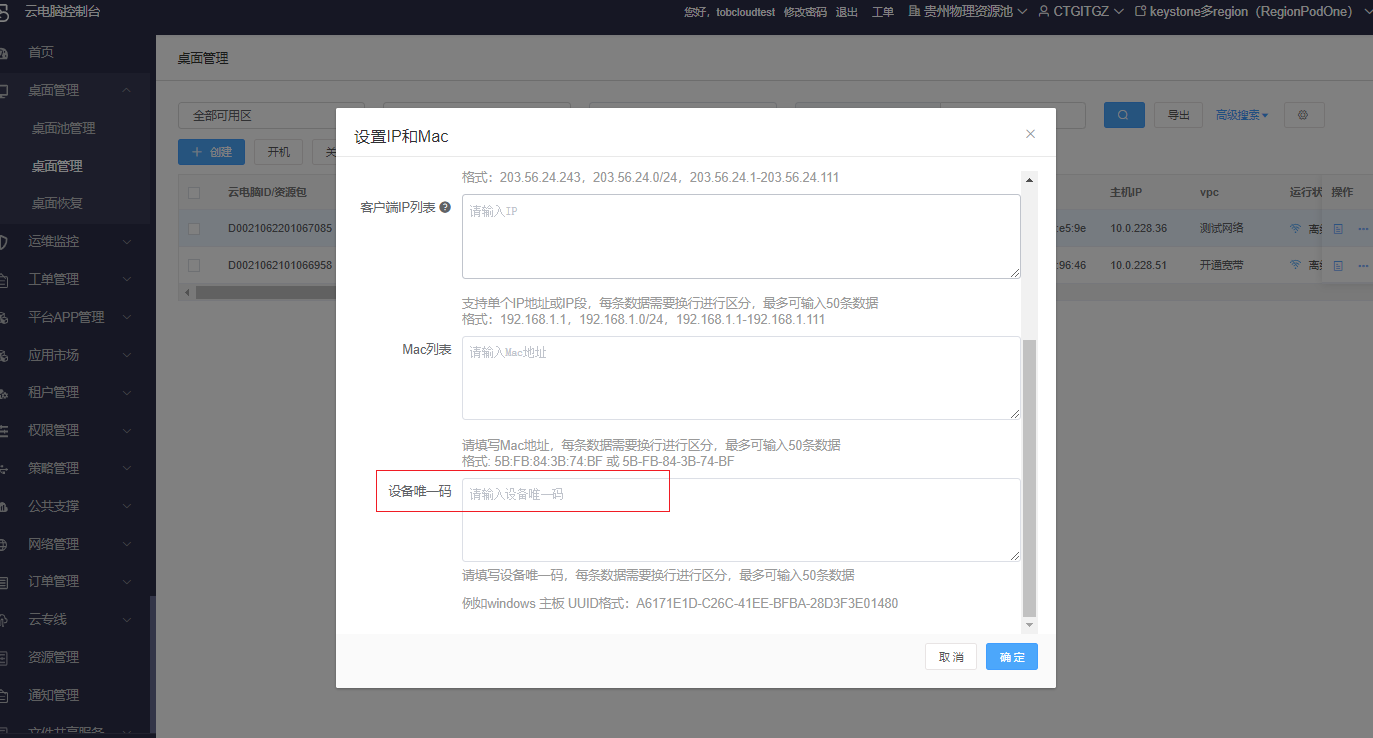 云电脑控制台
您好，tobcloudtest 修改密码 退出 工单 贵州物理资源池 CTGITGZ keystone多region（RegionPodOne）
首页
桌面管理
桌面池管理
桌面管理
桌面恢复
运维监控
工单管理
平台APP管理
应用市场
租户管理
权限管理
策略管理
公共支撑
网络管理
订单管理
云专线
资源管理
通知管理
文件共享服务
桌面管理
全部可用区
导出 高级搜索
+ 创建 开机 关
云电脑ID/资源包 主机IP vpc 运行状 操作
D0021062201067085 :e5:9e 10.0.228.36 测试网络 离线
D0021062101066958 :96:46 10.0.228.51 开通宽带 离线
设置IP和Mac
格式：203.56.24.243，203.56.24.0/24，203.56.24.1-203.56.24.111
客户端IP列表
请输入IP
支持单个IP地址或IP段，每条数据需要换行进行区分，最多可输入50条数据
格式：192.168.1.1，192.168.1.0/24，192.168.1.1-192.168.1.111
Mac列表
请输入Mac地址
请填写Mac地址，每条数据需要换行进行区分，最多可输入50条数据
格式: 5B:FB:84:3B:74:BF 或 5B-FB-84-3B-74-BF
设备唯一码
请输入设备唯一码
请填写设备唯一码，每条数据需要换行进行区分，最多可输入50条数据
例如windows 主板 UUID格式：A6171E1D-C26C-41EE-BFBA-28D3F3E01480
取消 确定